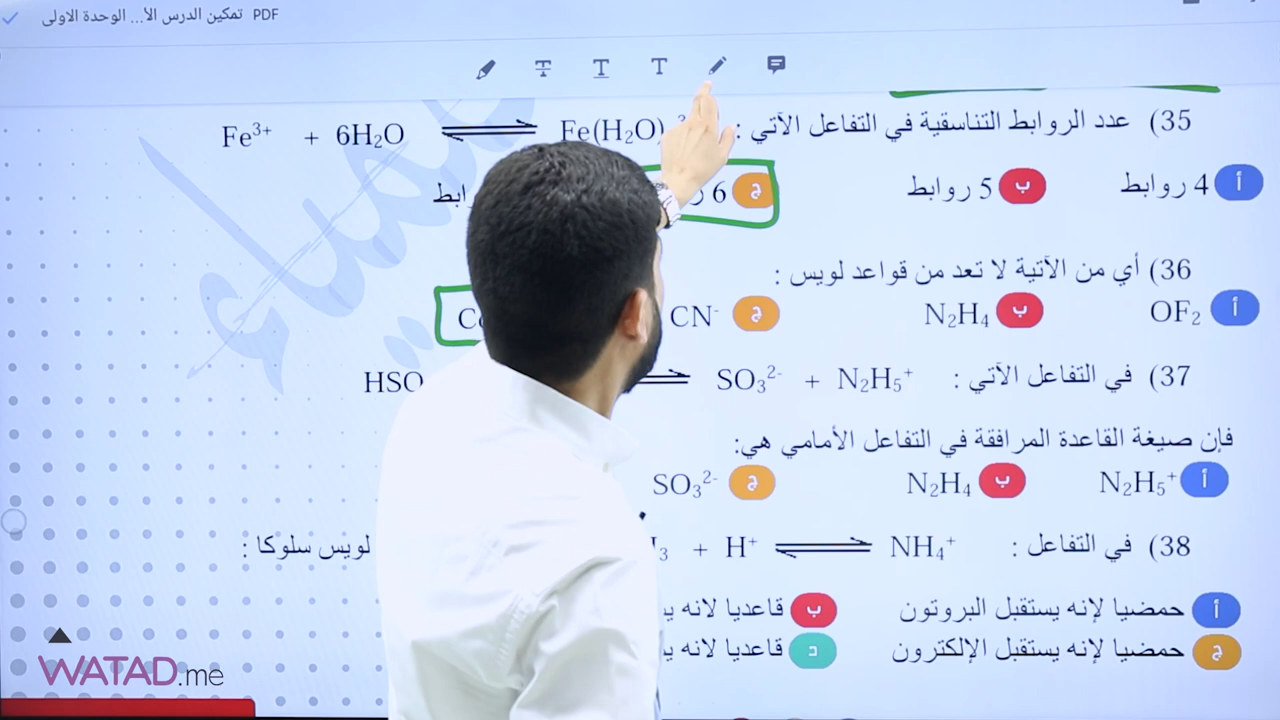 PDF تمكين الدرس الأ... الوحدة الاولى
35) عدد الروابط التناسقية في التفاعل الآتي : Fe³⁺ + 6H₂O ⇌ Fe(H₂O)
أ 4 روابط ب 5 روابط ج 6
36) أي من الآتية لا تعد من قواعد لويس :
أ OF₂ ب N₂H₄ ج CN⁻
37) في التفاعل الآتي : HSO ⇌ SO₃²⁻ + N₂H₅⁺
فإن صيغة القاعدة المرافقة في التفاعل الأمامي هي:
أ N₂H₅⁺ ب N₂H₄ ج SO₃²⁻
38) في التفاعل : + H⁺ ⇌ NH₄⁺ لويس سلوكا :
أ حمضيا لإنه يستقبل البروتون ب قاعديا لانه
ج حمضيا لإنه يستقبل الإلكترون د قاعديا لانه
كيمياء
WATAD.me